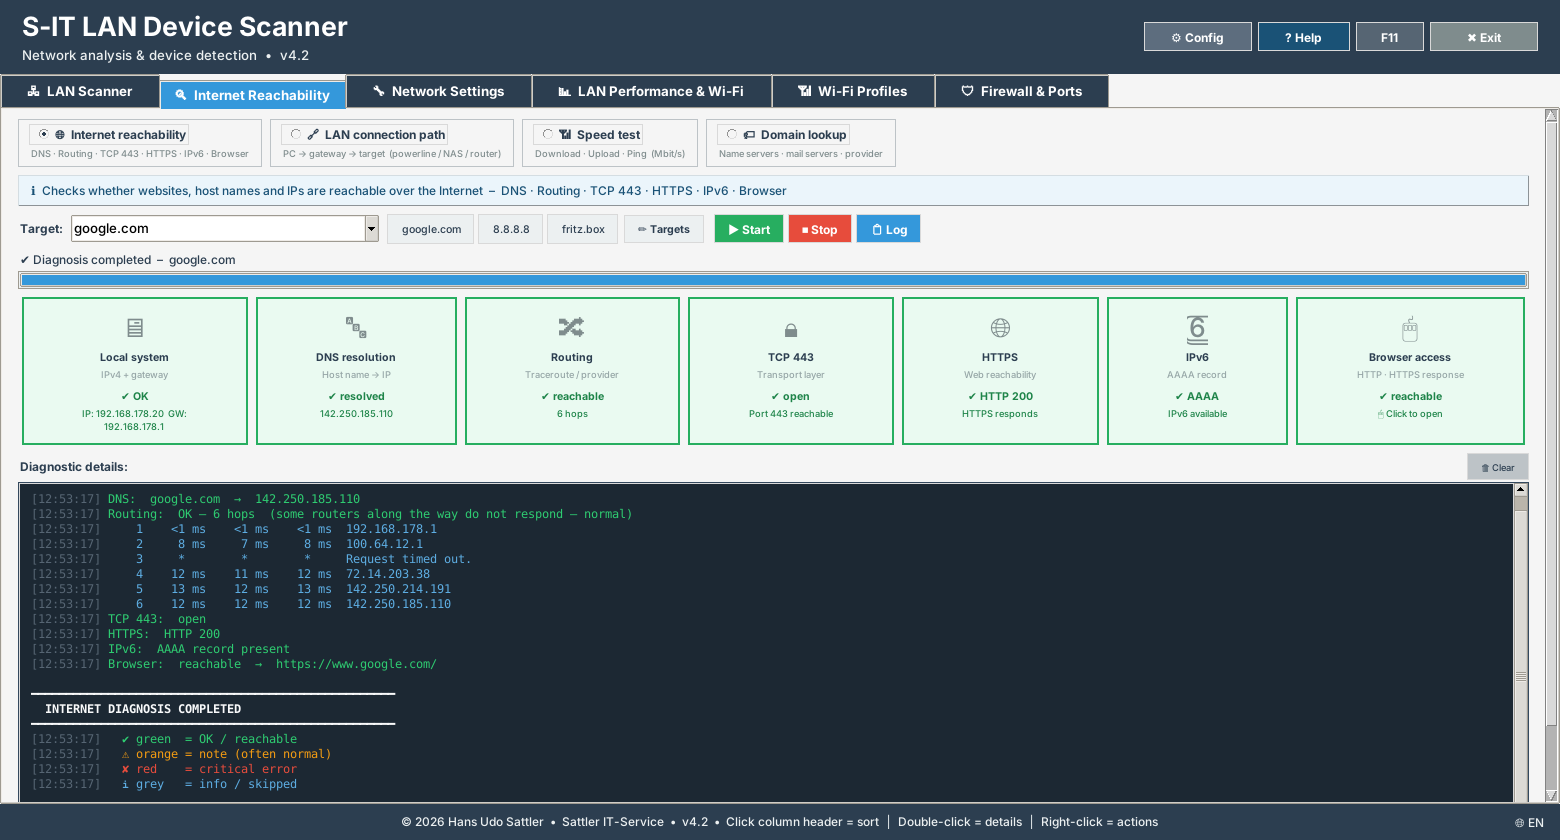 S-IT LAN Device Scanner
Network analysis & device detection • v4.2
⚙ Config
? Help
F11
✖ Exit
LAN Scanner
Internet Reachability
Network Settings
LAN Performance & Wi-Fi
Wi-Fi Profiles
Firewall & Ports
Internet reachability
DNS · Routing · TCP 443 · HTTPS · IPv6 · Browser
LAN connection path
PC → gateway → target (powerline / NAS / router)
Speed test
Download · Upload · Ping (Mbit/s)
Domain lookup
Name servers · mail servers · provider
ℹ Checks whether websites, host names and IPs are reachable over the Internet – DNS · Routing · TCP 443 · HTTPS · IPv6 · Browser
Target:
google.com
google.com
8.8.8.8
fritz.box
✏ Targets
▶ Start
■ Stop
Log
✔ Diagnosis completed – google.com
Local system
IPv4 + gateway
✔ OK
IP: 192.168.178.20 GW:
192.168.178.1
DNS resolution
Host name → IP
✔ resolved
142.250.185.110
Routing
Traceroute / provider
✔ reachable
6 hops
TCP 443
Transport layer
✔ open
Port 443 reachable
HTTPS
Web reachability
✔ HTTP 200
HTTPS responds
6
IPv6
AAAA record
✔ AAAA
IPv6 available
Browser access
HTTP · HTTPS response
✔ reachable
Click to open
Diagnostic details:
Clear
[12:53:17] DNS: google.com → 142.250.185.110
[12:53:17] Routing: OK — 6 hops (some routers along the way do not respond — normal)
[12:53:17] 1 <1 ms <1 ms <1 ms 192.168.178.1
[12:53:17] 2 8 ms 7 ms 8 ms 100.64.12.1
[12:53:17] 3 * * * Request timed out.
[12:53:17] 4 12 ms 11 ms 12 ms 72.14.203.38
[12:53:17] 5 13 ms 12 ms 13 ms 142.250.214.191
[12:53:17] 6 12 ms 12 ms 12 ms 142.250.185.110
[12:53:17] TCP 443: open
[12:53:17] HTTPS: HTTP 200
[12:53:17] IPv6: AAAA record present
[12:53:17] Browser: reachable → https://www.google.com/
INTERNET DIAGNOSIS COMPLETED
[12:53:17] ✔ green = OK / reachable
[12:53:17] ⚠ orange = note (often normal)
[12:53:17] ✘ red = critical error
[12:53:17] ℹ grey = info / skipped
© 2026 Hans Udo Sattler • Sattler IT-Service • v4.2 • Click column header = sort | Double-click = details | Right-click = actions
EN